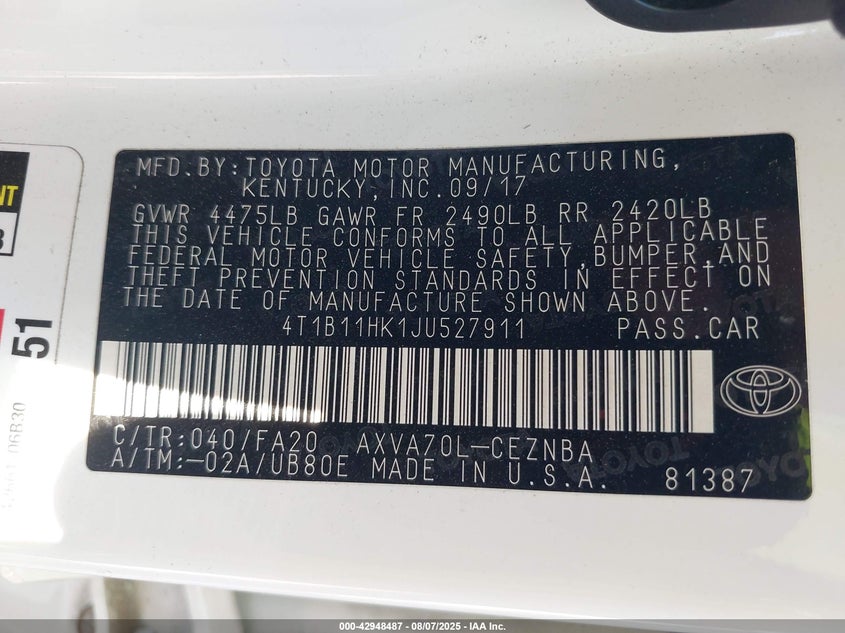 MFD.BY:TOYOTA MOTOR MANUFACTURING,
KENTUCKY,INC.09/17
GVWR 4475LB GAWR FR 2490LB RR 2420LB
THIS VEHICLE CONFORMS TO ALL APPLICABLE
FEDERAL MOTOR VEHICLE SAFETY,BUMPER,AND
THEFT PREVENTION STANDARDS IN EFFECT ON
THE DATE OF MANUFACTURE SHOWN ABOVE.
4T1B11HK1JU527911 PASS.CAR
C/TR:040/FA20 AXVA70L-CEZNBA
A/TM:-02A/UB80E MADE IN U.S.A. 81387
51
06B30
000-42948487 - 08/07/2025 - IAA Inc.